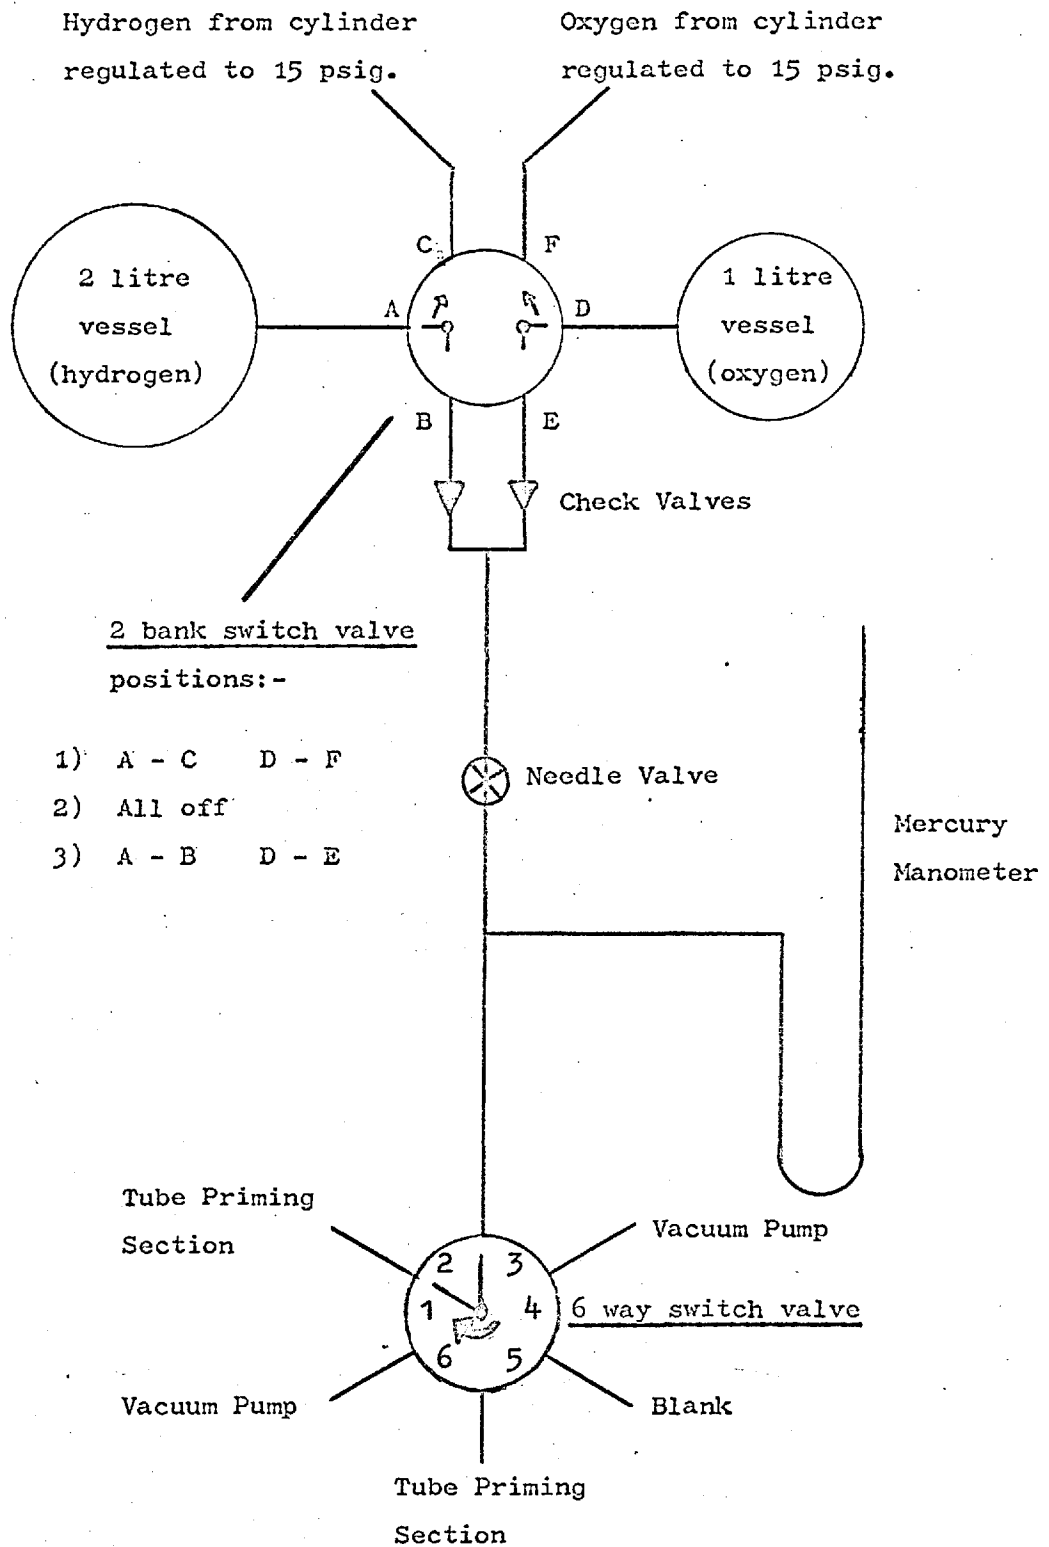 Hydrogen from cylinder
regulated to 15 psig.
Oxygen from cylinder
regulated to 15 psig.
C
F
2 litre
vessel
(hydrogen)
A
D
1 litre
vessel
(oxygen)
B
E
Check Valves
2 bank switch valve
positions:-
1) A - C D - F
2) All off
3) A - B D - E
Needle Valve
Mercury
Manometer
Tube Priming
Section
Vacuum Pump
2 3
1 4
6 5
6 way switch valve
Vacuum Pump
Blank
Tube Priming
Section